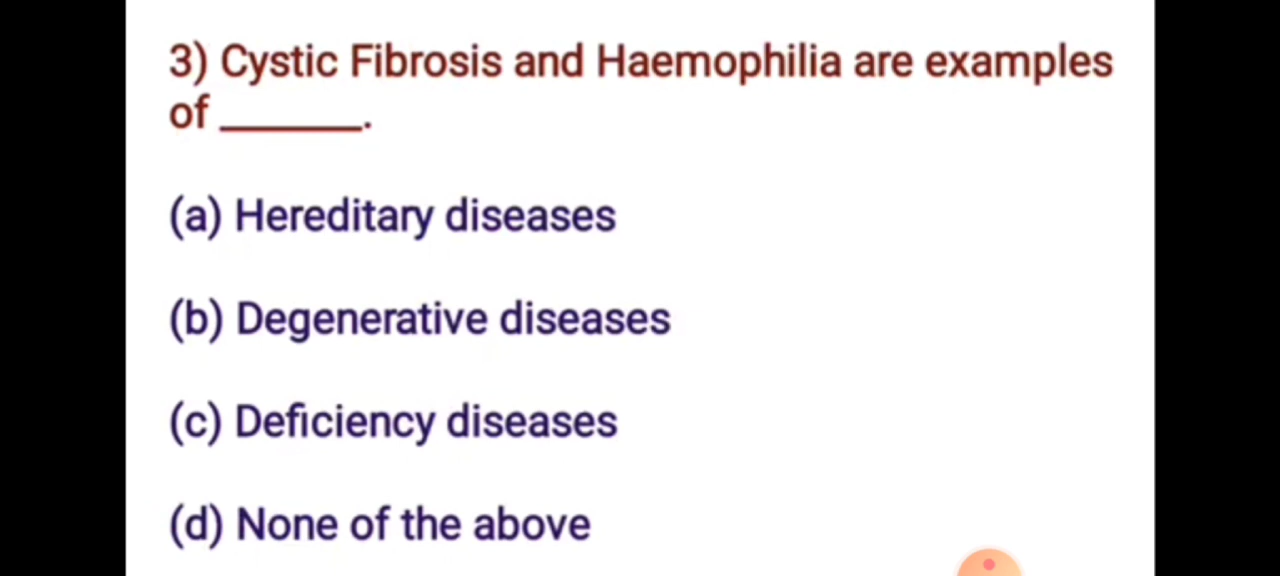 3) Cystic Fibrosis and Haemophilia are examples
of ______.
(a) Hereditary diseases
(b) Degenerative diseases
(c) Deficiency diseases
(d) None of the above